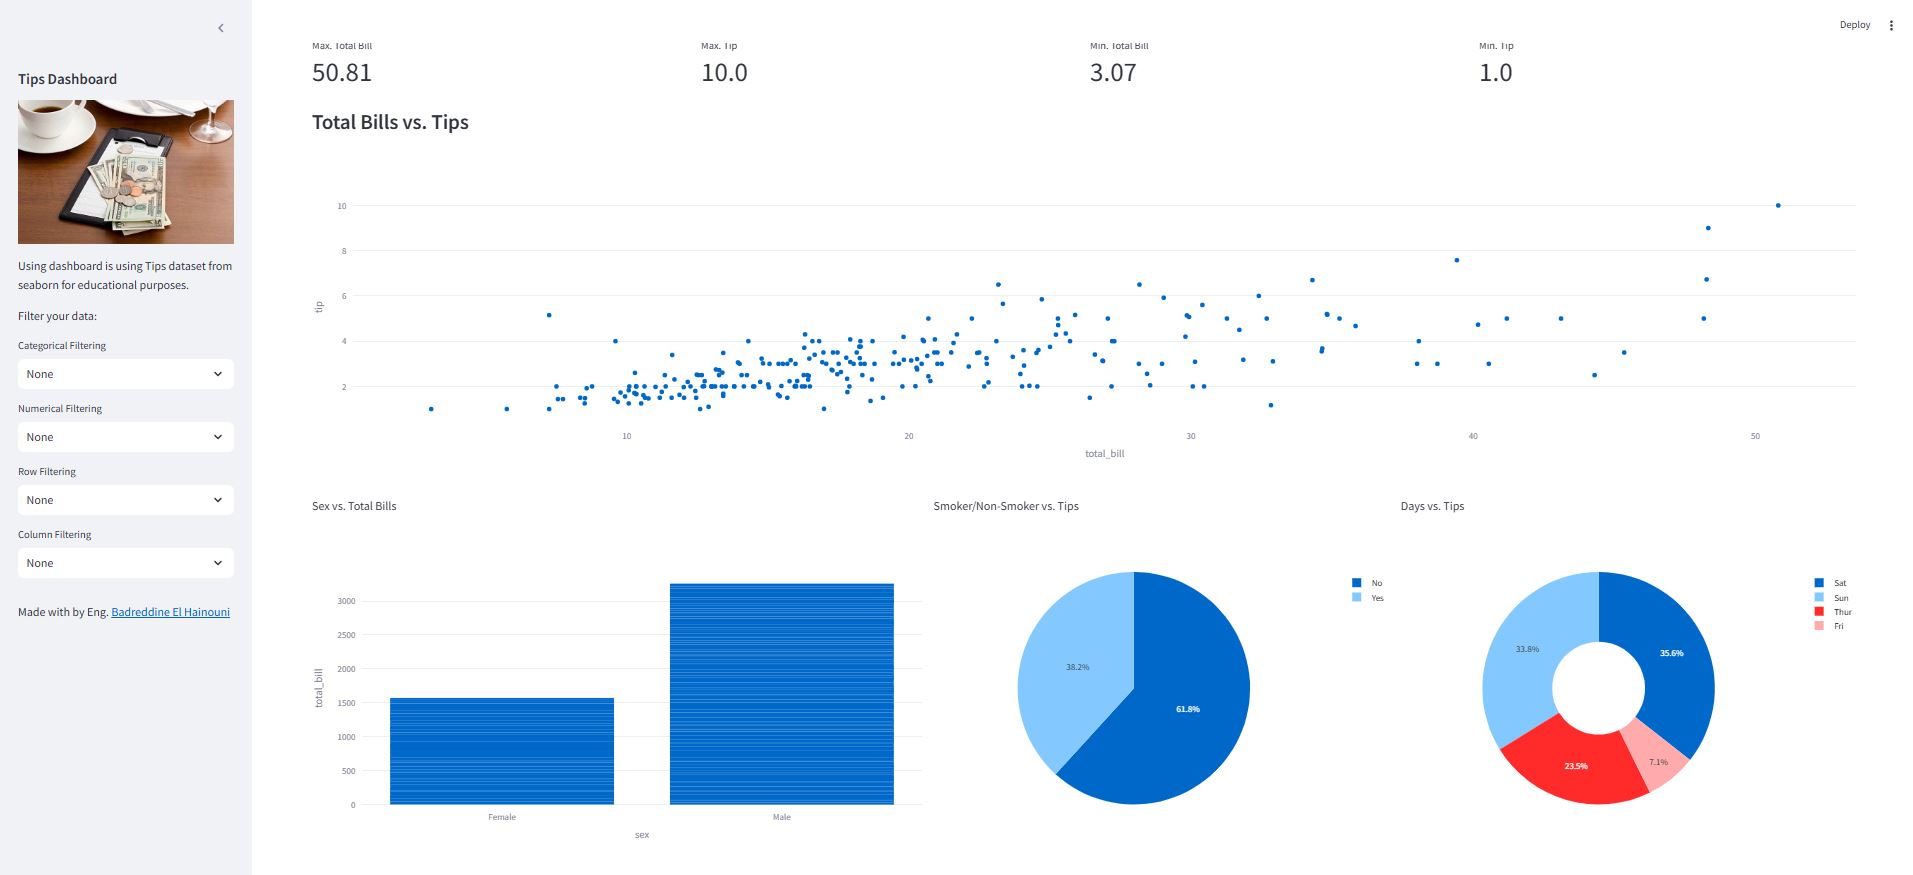 Deploy
Tips Dashboard
Using dashboard is using Tips dataset from
seaborn for educational purposes.
Filter your data:
Categorical Filtering
None
Numerical Filtering
None
Row Filtering
None
Column Filtering
None
Made with by Eng. Badreddine El Hainouni
Max. Total Bill
Max. Tip
Min. Total Bill
Min. Tip
50.81
10.0
3.07
1.0
Total Bills vs. Tips
10
8
6
4
2
tip
10
20
30
40
50
total_bill
Sex vs. Total Bills
3000
2500
2000
1500
1000
500
0
total_bill
Female
Male
sex
Smoker/Non-Smoker vs. Tips
No
Yes
38.2%
61.8%
Days vs. Tips
Sat
Sun
Thur
Fri
33.8%
35.6%
23.5%
7.1%